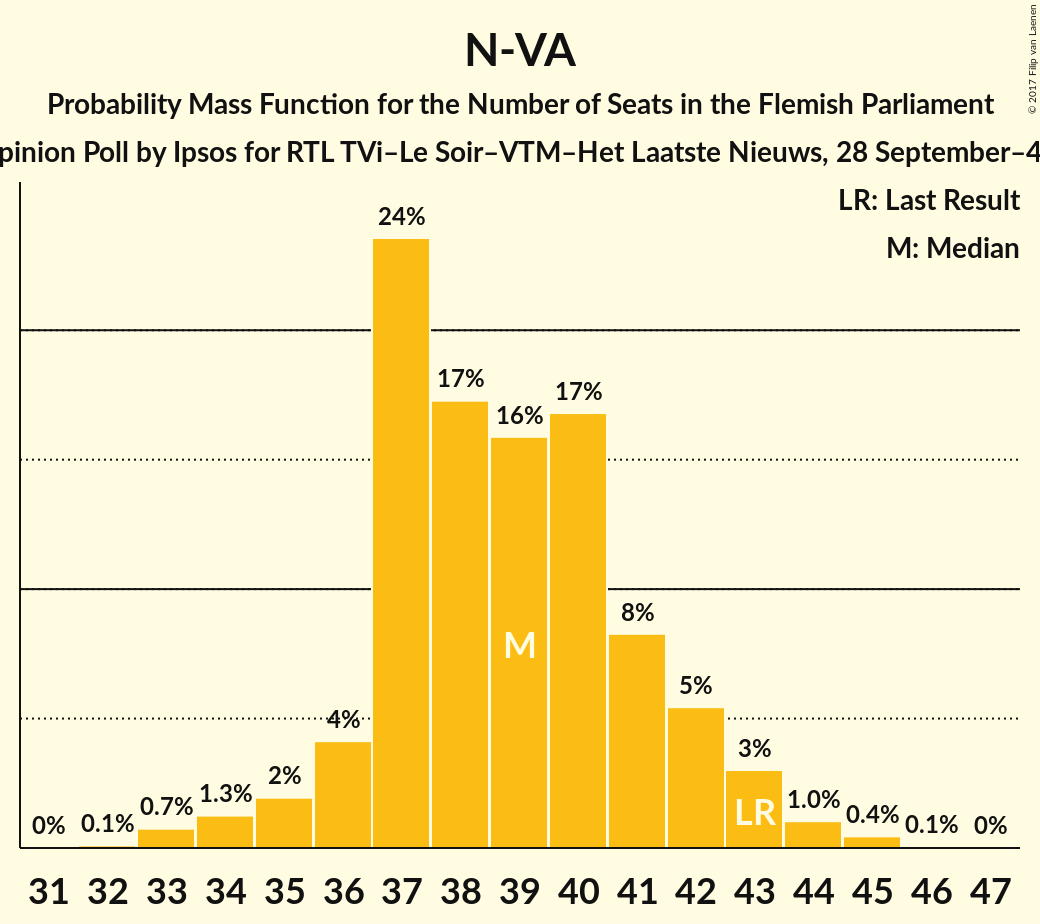 N-VA
Probability Mass Function for the Number of Seats in the Flemish Parliament
pinion Poll by Ipsos for RTL TVi–Le Soir–VTM–Het Laatste Nieuws, 28 September–4
© 2017 Filip van Laenen
LR: Last Result
M: Median
0% 0.1% 0.7% 1.3% 2% 4% 24% 17% 16% 17% 8% 5% 3% 1.0% 0.4% 0.1% 0%
M
LR
31 32 33 34 35 36 37 38 39 40 41 42 43 44 45 46 47